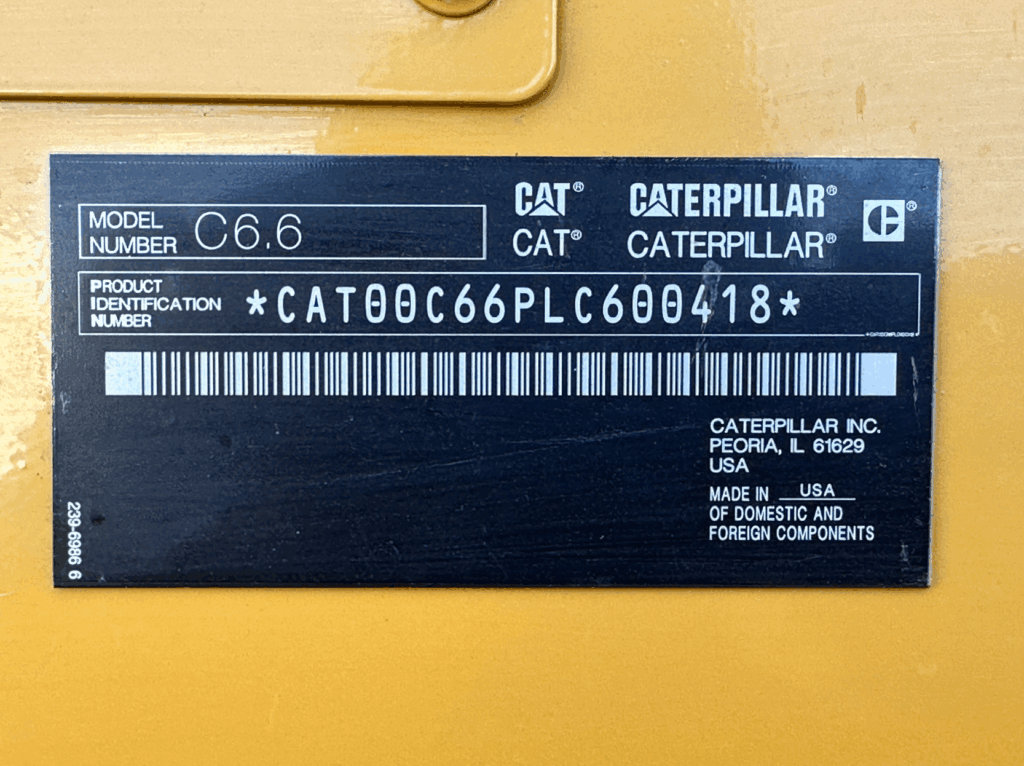 MODEL
NUMBER C6.6
CAT® CATERPILLAR®
CAT® CATERPILLAR®
PRODUCT
IDENTIFICATION
NUMBER
*CAT00C66PLC600418*
CATERPILLAR INC.
PEORIA, IL 61629
USA
MADE IN USA
OF DOMESTIC AND
FOREIGN COMPONENTS
239-6986 6